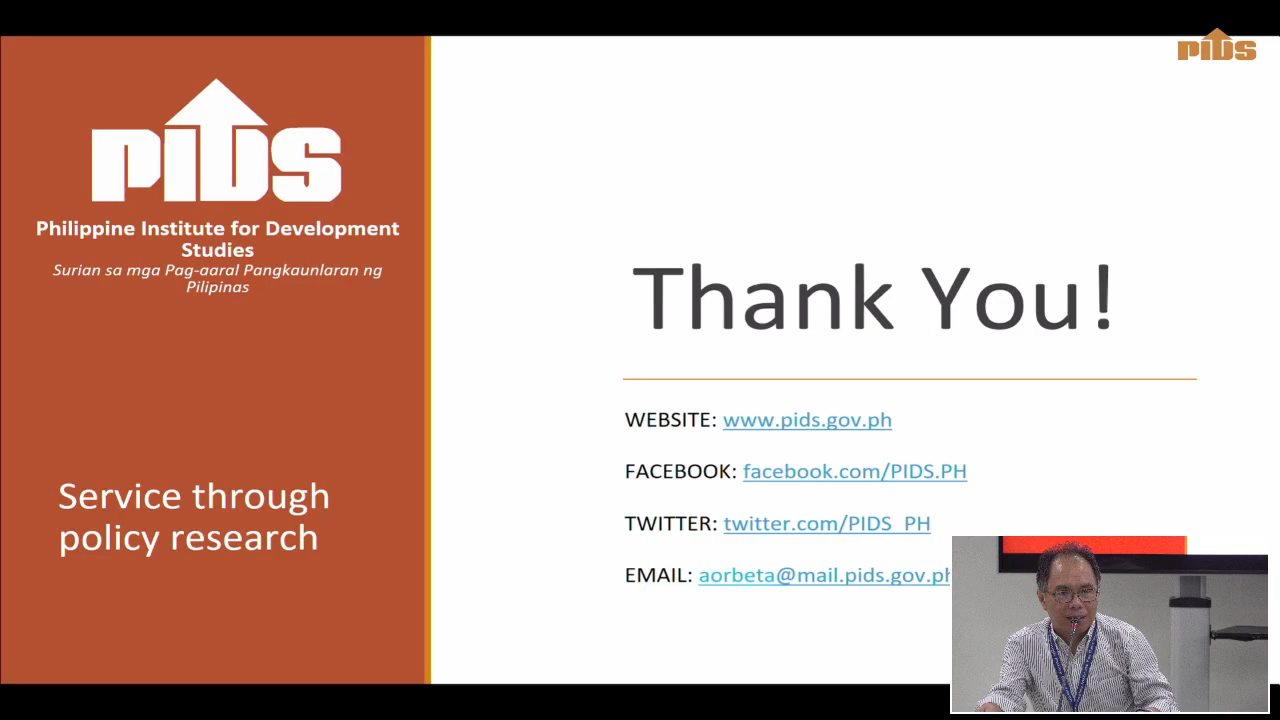 PIDS
PIDS
Philippine Institute for Development
Studies
Surian sa mga Pag-aaral Pangkaunlaran ng
Pilipinas
Service through
policy research
Thank You!
WEBSITE: www.pids.gov.ph
FACEBOOK: facebook.com/PIDS.PH
TWITTER: twitter.com/PIDS_PH
EMAIL: aorbeta@mail.pids.gov.ph